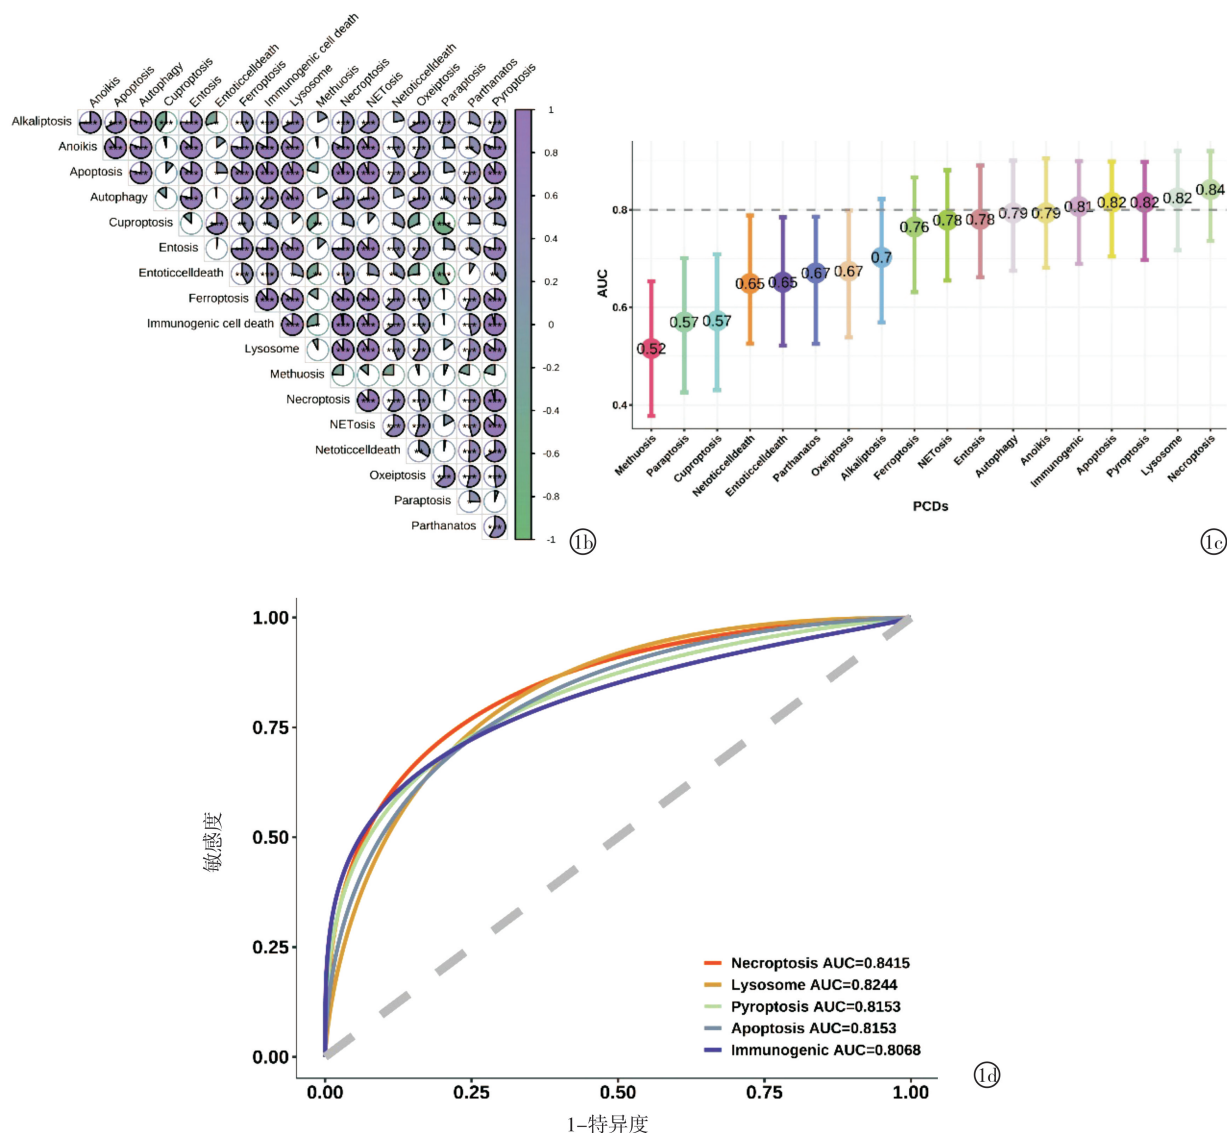 Anoikis
Apoptosis
Autophagy
Cuproptosis
Entosis
Entoticcelldeath
Ferroptosis
Immunogenic cell death
Lysosome
Methuosis
Necroptosis
NETosis
Netoticcelldeath
Oxeiptosis
Paraptosis
Parthanatos
Pyroptosis
Alkaliptosis
Anoikis
Apoptosis
Autophagy
Cuproptosis
Entosis
Entoticcelldeath
Ferroptosis
Immunogenic cell death
Lysosome
Methuosis
Necroptosis
NETosis
Netoticcelldeath
Oxeiptosis
Paraptosis
Parthanatos
1
0.8
0.6
0.4
0.2
0
-0.2
-0.4
-0.6
-0.8
-1
1b
AUC
0.8
0.6
0.4
0.52
0.57
0.57
0.65
0.65
0.67
0.67
0.7
0.76
0.78
0.78
0.79
0.79
0.81
0.82
0.82
0.82
0.84
Methuosis
Paraptosis
Cuproptosis
Netoticcelldeath
Entoticcelldeath
Parthanatos
Oxeiptosis
Alkaliptosis
Ferroptosis
NETosis
Entosis
Autophagy
Anoikis
Immunogenic
Apoptosis
Pyroptosis
Lysosome
Necroptosis
PCDs
1c
敏感度
1.00
0.75
0.50
0.25
0.00
Necroptosis AUC=0.8415
Lysosome AUC=0.8244
Pyroptosis AUC=0.8153
Apoptosis AUC=0.8153
Immunogenic AUC=0.8068
0.00
0.25
0.50
0.75
1.00
1-特异度
1d